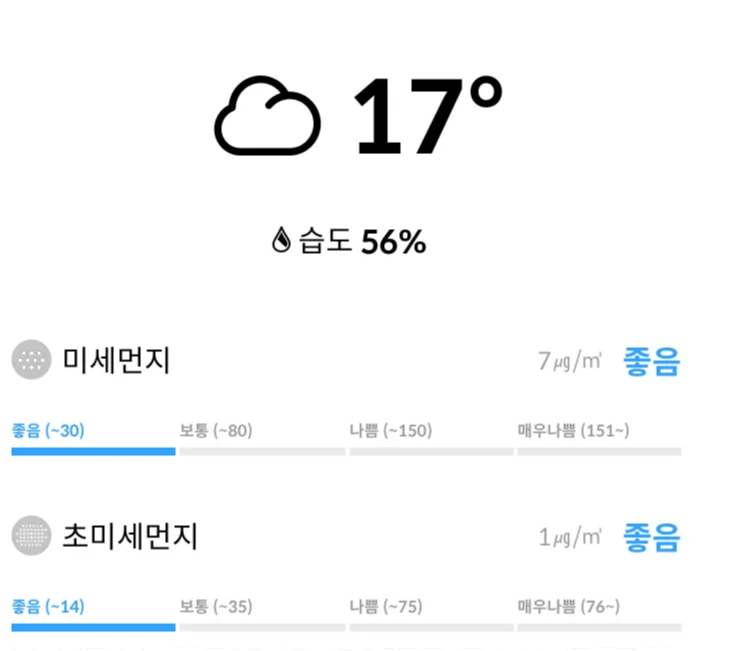 17°
습도 56%
미세먼지 7㎍/㎥ 좋음
좋음 (~30) 보통 (~80) 나쁨 (~150) 매우나쁨 (151~)
초미세먼지 1㎍/㎥ 좋음
좋음 (~14) 보통 (~35) 나쁨 (~75) 매우나쁨 (76~)